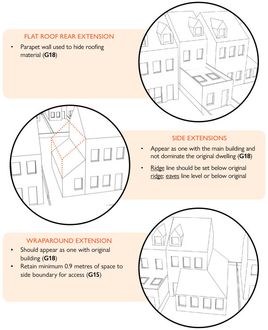 FLAT ROOF REAR EXTENSION
• Parapet wall used to hide roofing
material (G18)
SIDE EXTENSIONS
• Appear as one with the main building and
not dominate the original dwelling (G18)
• Ridge line should be set below original
ridge; eaves line level or below original
WRAPAROUND EXTENSION
• Should appear as one with original
building (G18)
• Retain minimum 0.9 metres of space to
side boundary for access (G15)